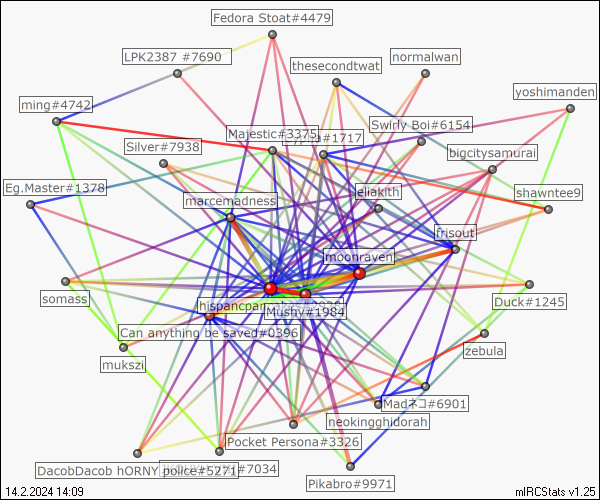 Fedora Stoat#4479
LPK2387 #7690
normalwan
thesecondtwat
yoshimanden
ming#4742
Swirly Boi#6154
Majestic#3375
#1717
Silver#7938
bigcitysamurai
Eg.Master#1378
eliakith
shawntee9
marcemadness
frisout
moonraven
somass
hispancpar
Duck#1245
Mushy#1984
Can anything be saved#0396
zebula
mukszi
Madネコ#6901
neokingghidorah
Pocket Persona#3326
DacobDacob hORNY police#5271
#7034
Pikabro#9971
14.2.2024 14:09
mIRCStats v1.25